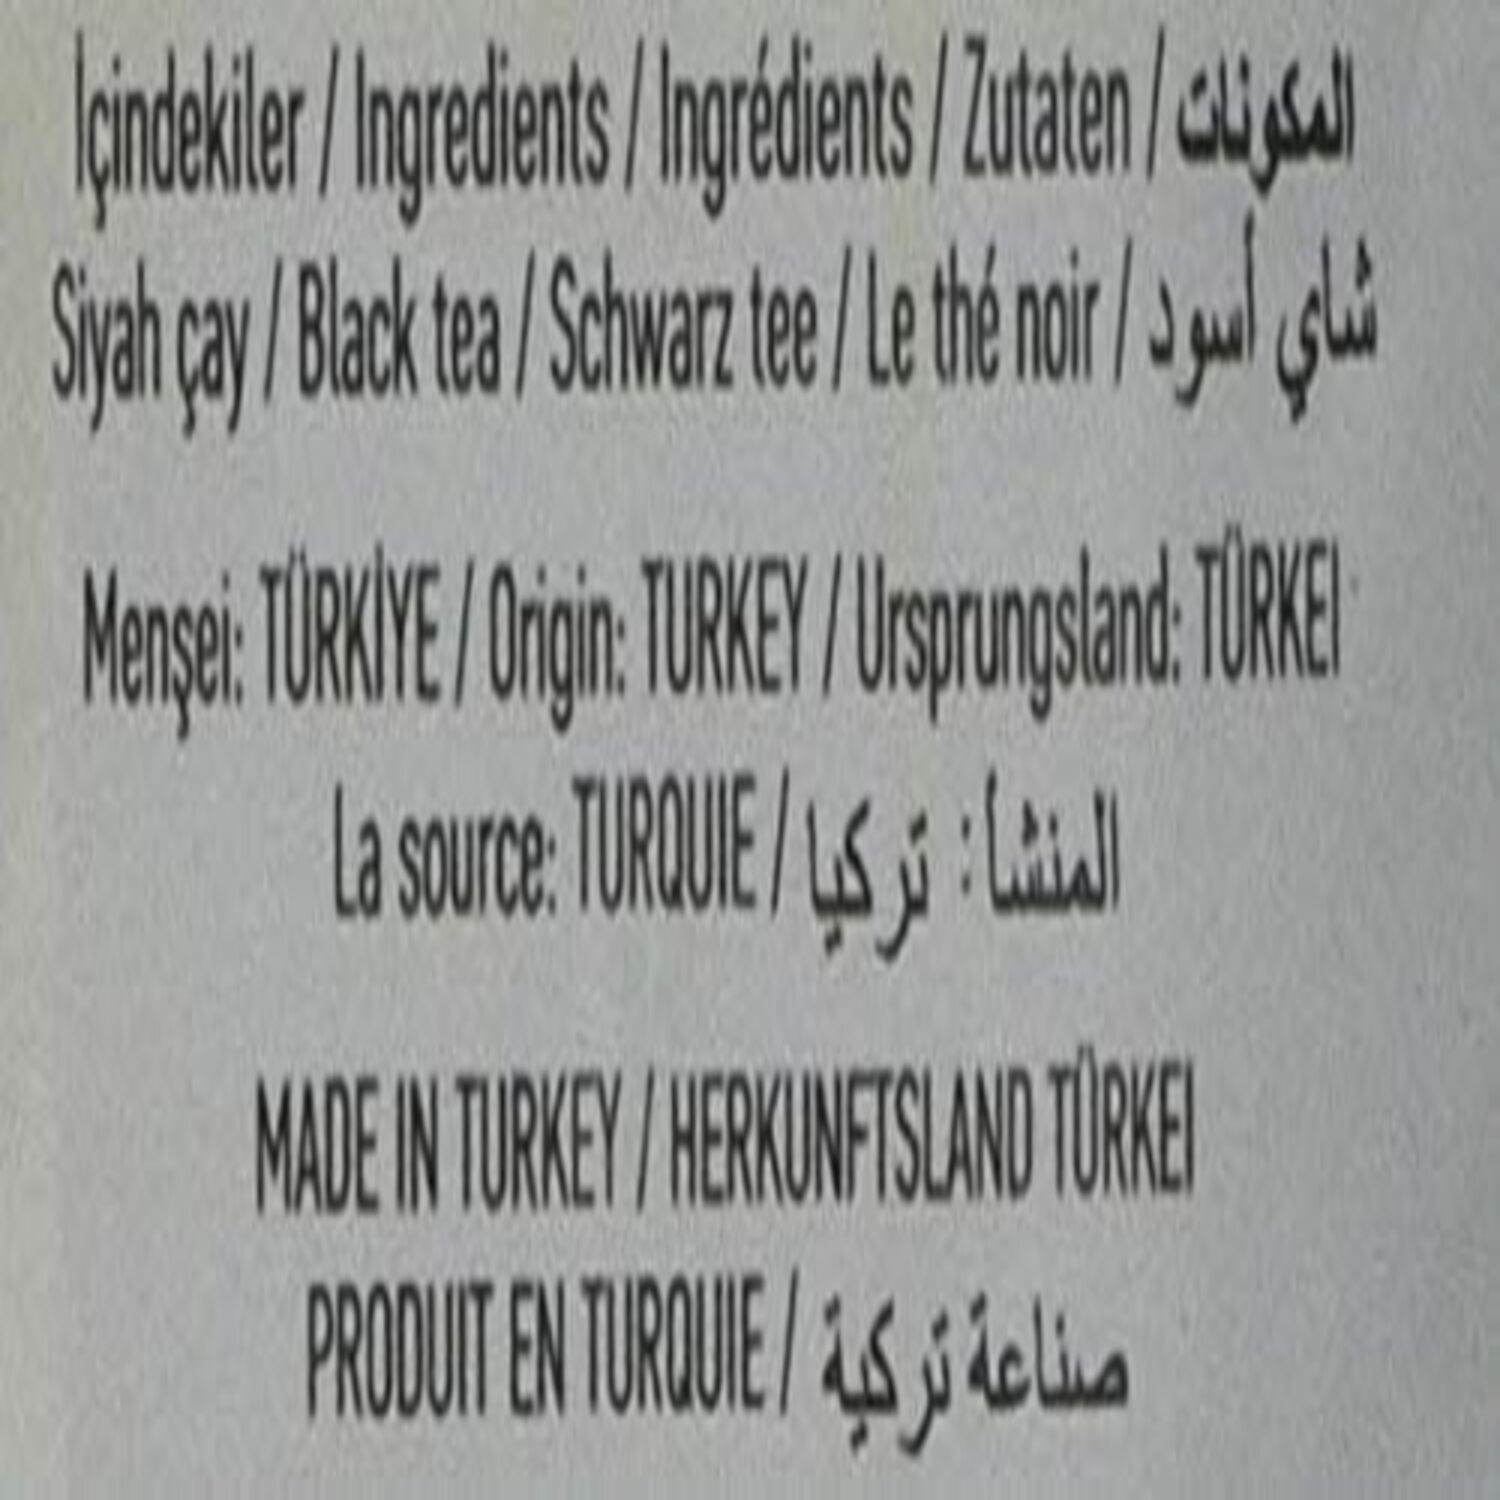 İçindekiler / Ingredients / Ingrédients / Zutaten / المكونات
Siyah çay / Black tea / Schwarz tee / Le thé noir / شاي أسود
Menşei: TÜRKİYE / Origin: TURKEY / Ursprungsland: TÜRKEI
La source: TURQUIE / المنشأ: تركيا
MADE IN TURKEY / HERKUNFTSLAND TÜRKEI
PRODUIT EN TURQUIE / صناعة تركية